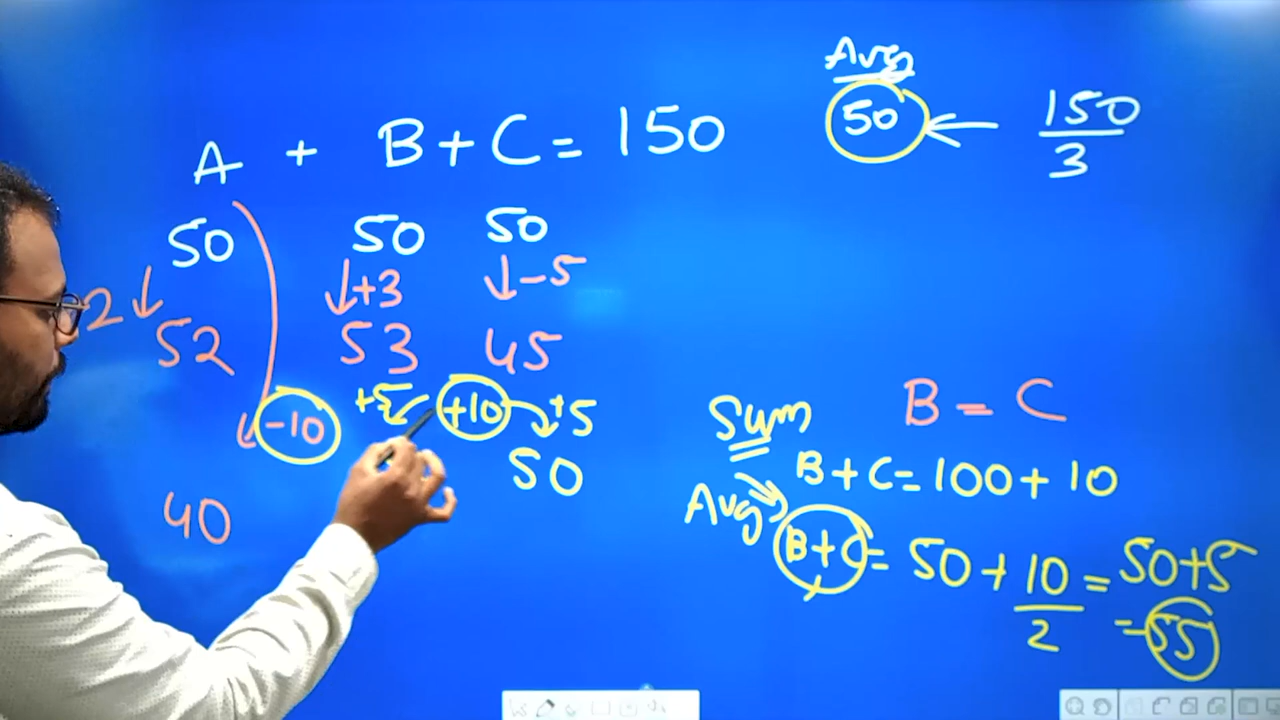 Avg
50 ← 150/3
A + B + C = 150
50 50 50
↓ +3 ↓ -5
2 ↓
52 53 45
-10 +5 +10 +5
50
40
B = C
Sum
B + C = 100 + 10
Avg
B + C = 50 + 10/2 = 50 + 5
= 55